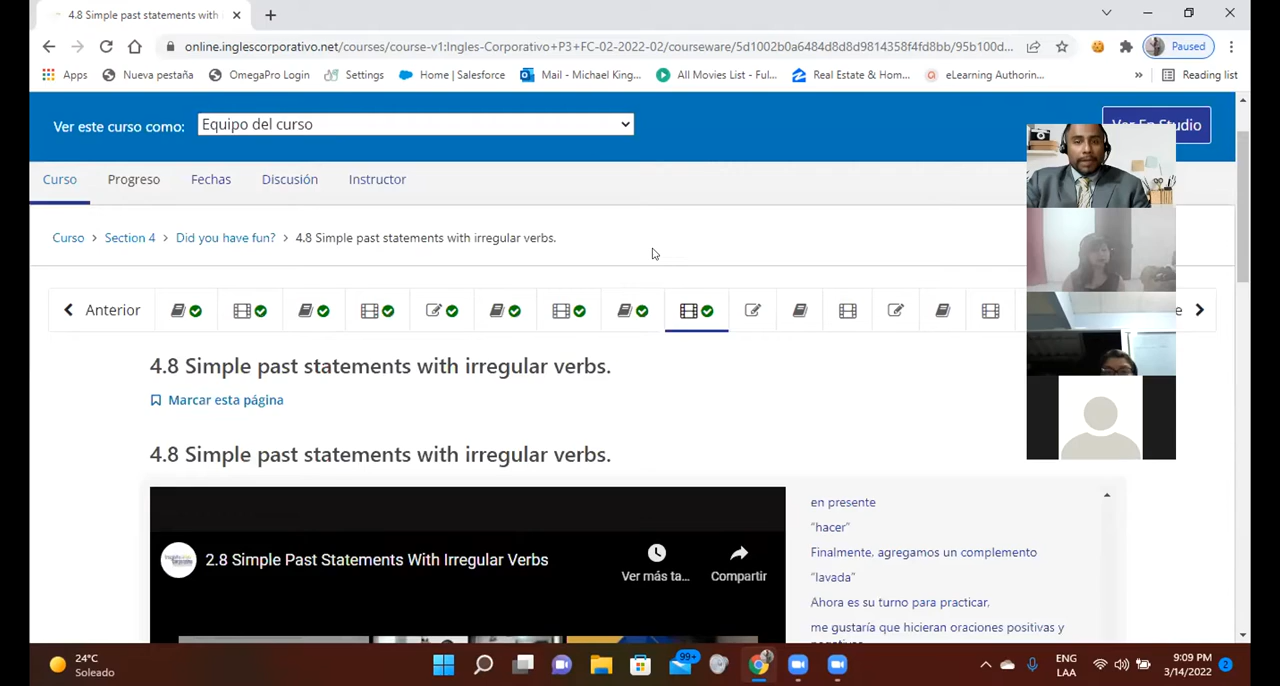 4.8 Simple past statements with
online.inglescorporativo.net/courses/course-v1:Ingles-Corporativo+P3+FC-02-2022-02/courseware/5d1002b0a6484d8d8d9814358f4fd8bb/95b100d...
Paused
Apps
Nueva pestaña
OmegaPro Login
Settings
Home | Salesforce
Mail - Michael King...
All Movies List - Ful...
Real Estate & Hom...
eLearning Authorin...
»
Reading list
Ver este curso como:
Equipo del curso
Ver En Studio
Curso
Progreso
Fechas
Discusión
Instructor
Curso > Section 4 > Did you have fun? > 4.8 Simple past statements with irregular verbs.
Anterior
e
4.8 Simple past statements with irregular verbs.
Marcar esta página
4.8 Simple past statements with irregular verbs.
2.8 Simple Past Statements With Irregular Verbs
Ver más ta...
Compartir
en presente
“hacer”
Finalmente, agregamos un complemento
“lavada”
Ahora es su turno para practicar,
me gustaría que hicieran oraciones positivas y
negativas
24°C
Soleado
99+
ENG
LAA
9:09 PM
3/14/2022
2